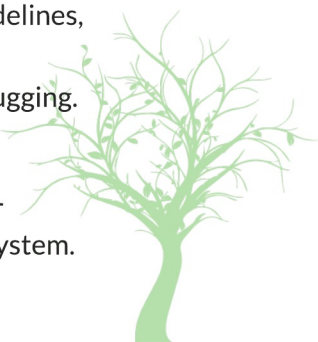 delines,
ugging.
.
ystem.